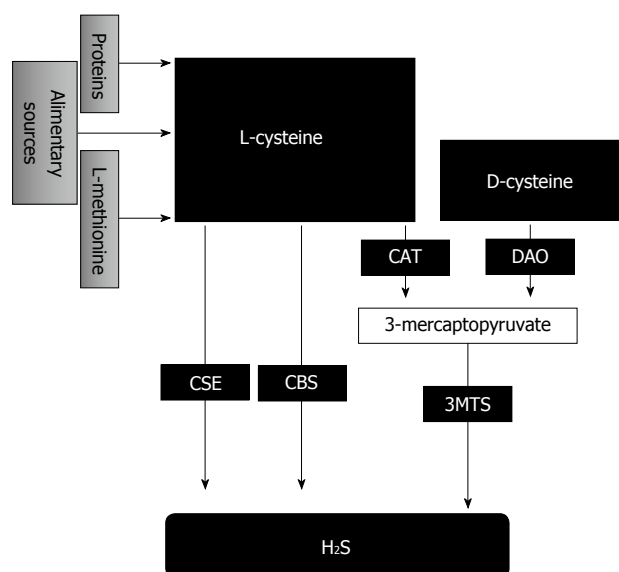 Proteins
Alimentary
sources
L-methionine
L-cysteine
D-cysteine
CAT
DAO
3-mercaptopyruvate
CSE
CBS
3MTS
H₂S